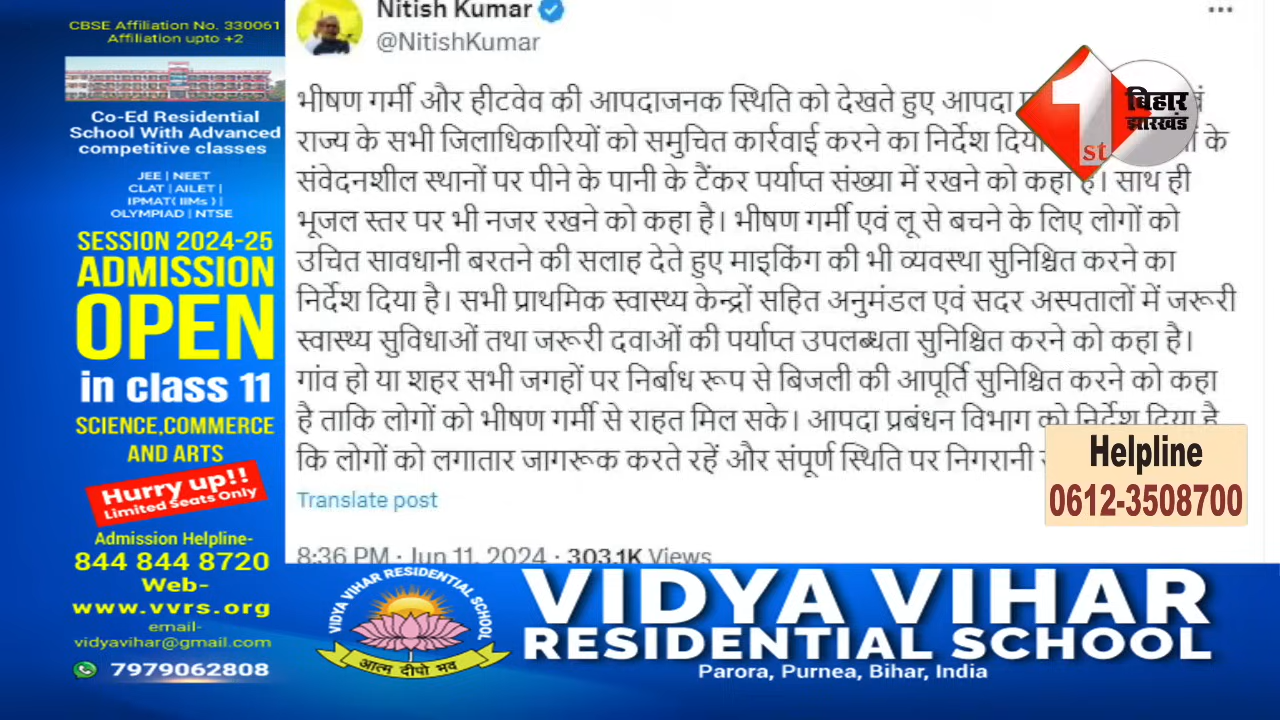 CBSE Affiliation No. 330061
Affiliation upto +2
Co-Ed Residential
School With Advanced
competitive classes
JEE | NEET
CLAT | AILET |
IPMAT( IIMs ) |
OLYMPIAD | NTSE
SESSION 2024-25
ADMISSION
OPEN
in class 11
SCIENCE,COMMERCE
AND ARTS
Hurry up!!
Limited Seats Only
Admission Helpline-
844 844 8720
Web-
www.vvrs.org
email-
vidyavihar@gmail.com
7979062808
Nitish Kumar
@NitishKumar
भीषण गर्मी और हीटवेव की आपदाजनक स्थिति को देखते हुए आपदा
राज्य के सभी जिलाधिकारियों को समुचित कार्रवाई करने का निर्देश दिया के
संवेदनशील स्थानों पर पीने के पानी के टैंकर पर्याप्त संख्या में रखने को कहा है। साथ ही
भूजल स्तर पर भी नजर रखने को कहा है। भीषण गर्मी एवं लू से बचने के लिए लोगों को
उचित सावधानी बरतने की सलाह देते हुए माइकिंग की भी व्यवस्था सुनिश्चित करने का
निर्देश दिया है। सभी प्राथमिक स्वास्थ्य केन्द्रों सहित अनुमंडल एवं सदर अस्पतालों में जरूरी
स्वास्थ्य सुविधाओं तथा जरूरी दवाओं की पर्याप्त उपलब्धता सुनिश्चित करने को कहा है।
गांव हो या शहर सभी जगहों पर निर्बाध रूप से बिजली की आपूर्ति सुनिश्चित करने को कहा
है ताकि लोगों को भीषण गर्मी से राहत मिल सके। आपदा प्रबंधन विभाग को निर्देश दिया है
कि लोगों को लगातार जागरूक करते रहें और संपूर्ण स्थिति पर निगरानी
Translate post
8:36 PM · Jun 11, 2024 · 303.1K Views
1st
बिहार
झारखंड
Helpline
0612-3508700
VIDYA VIHAR RESIDENTIAL SCHOOL
आत्म दीपो भव
VIDYA VIHAR
RESIDENTIAL SCHOOL
Parora, Purnea, Bihar, India